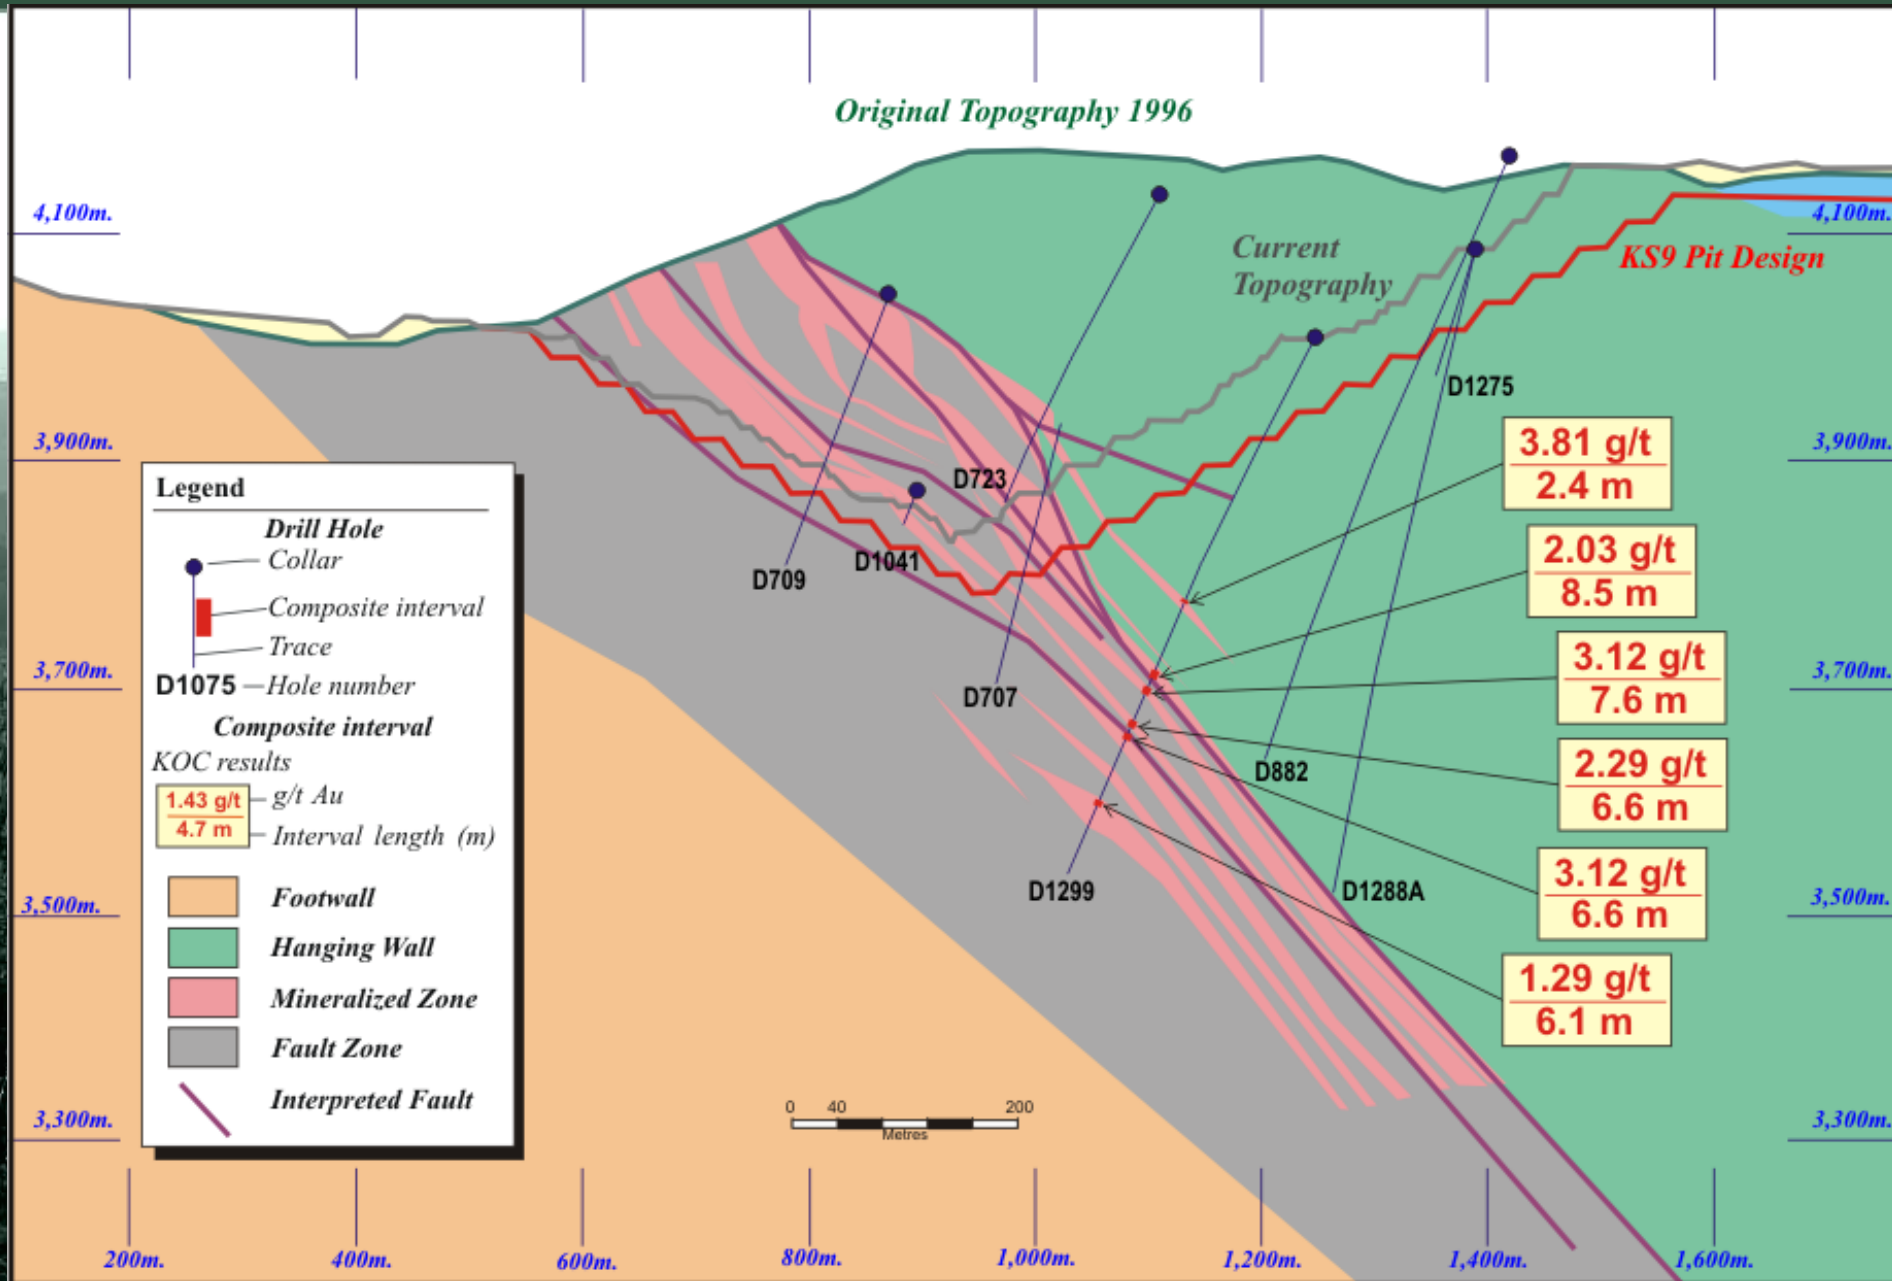 Original Topography 1996
4,100m.
4,100m.
Current
Topography
KS9 Pit Design
D1275
3,900m.
3,900m.
3.81 g/t
2.4 m
D723
2.03 g/t
8.5 m
D1041
D709
3,700m.
3,700m.
D707
3.12 g/t
7.6 m
D882
2.29 g/t
6.6 m
D1299
D1288A
3.12 g/t
6.6 m
3,500m.
3,500m.
1.29 g/t
6.1 m
Legend
Drill Hole
Collar
Composite interval
Trace
D1075 Hole number
Composite interval
KOC results
1.43 g/t g/t Au
4.7 m Interval length (m)
Footwall
Hanging Wall
Mineralized Zone
Fault Zone
Interpreted Fault
3,300m.
3,300m.
0 40 200
Metres
200m. 400m. 600m. 800m. 1,000m. 1,200m. 1,400m. 1,600m.